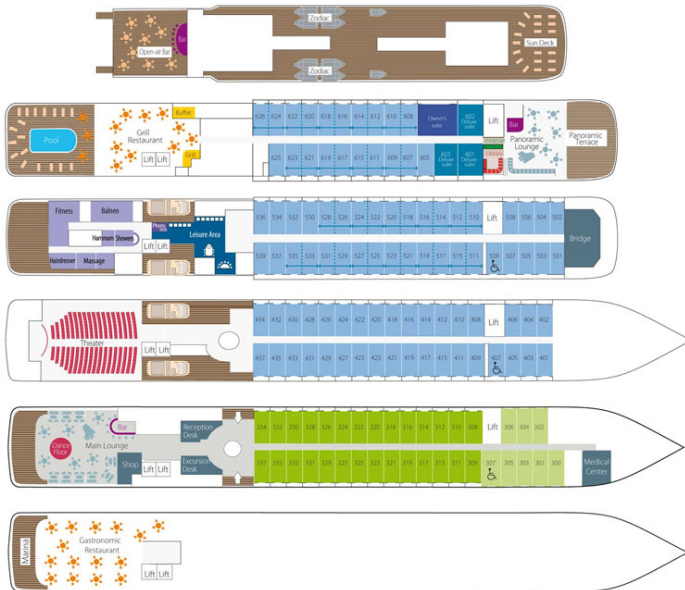 Zodiac
Bar
Open-air Bar
Sun Deck
Zodiac
626 624 622 620 618 616 614 612 610 608
Owner's
suite
602
Deluxe
suite
Lift
Buffet
Bar
Pool
Grill
Restaurant
Panoramic
Lounge
Panoramic
Terrace
Lift Lift
Grill
625 623 621 619 617 615 611 609 607 605
603
Deluxe
suite
601
Deluxe
suite
Library
Fitness
Balneo
536 534 532 530 528 526 524 522 520 518 516 514 512 510
Lift
508 506 504 502
Photo
Leisure Area
Hammam Showers
Lift Lift
Bridge
Hairdresser
Massage
539 537 535 533 531 529 527 525 523 521 519 517 515 511 509 507 505 503 501
434 432 430 428 426 424 422 420 418 416 414 412 410 408
Lift
406 404 402
Theater
Lift Lift
437 435 433 431 429 427 425 423 421 419 417 415 411 409 407 405 403 401
Bar
Reception
Desk
334 332 330 328 326 324 322 320 318 316 314 312 310 308
Lift
306 304 302
Dance
Floor
Main Lounge
Shop
Lift Lift
Excursion
Desk
337 335 333 331 329 327 325 323 321 319 317 315 311 309 307 305 303 301 300
Medical
Center
Marina
Gastronomic
Restaurant
Lift Lift